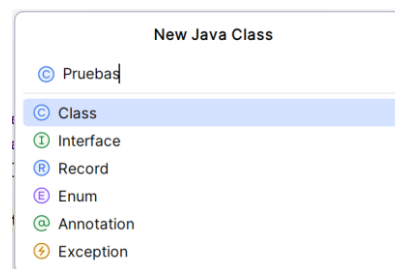 New Java Class
C Pruebas
C Class
I Interface
R Record
E Enum
@ Annotation
Exception